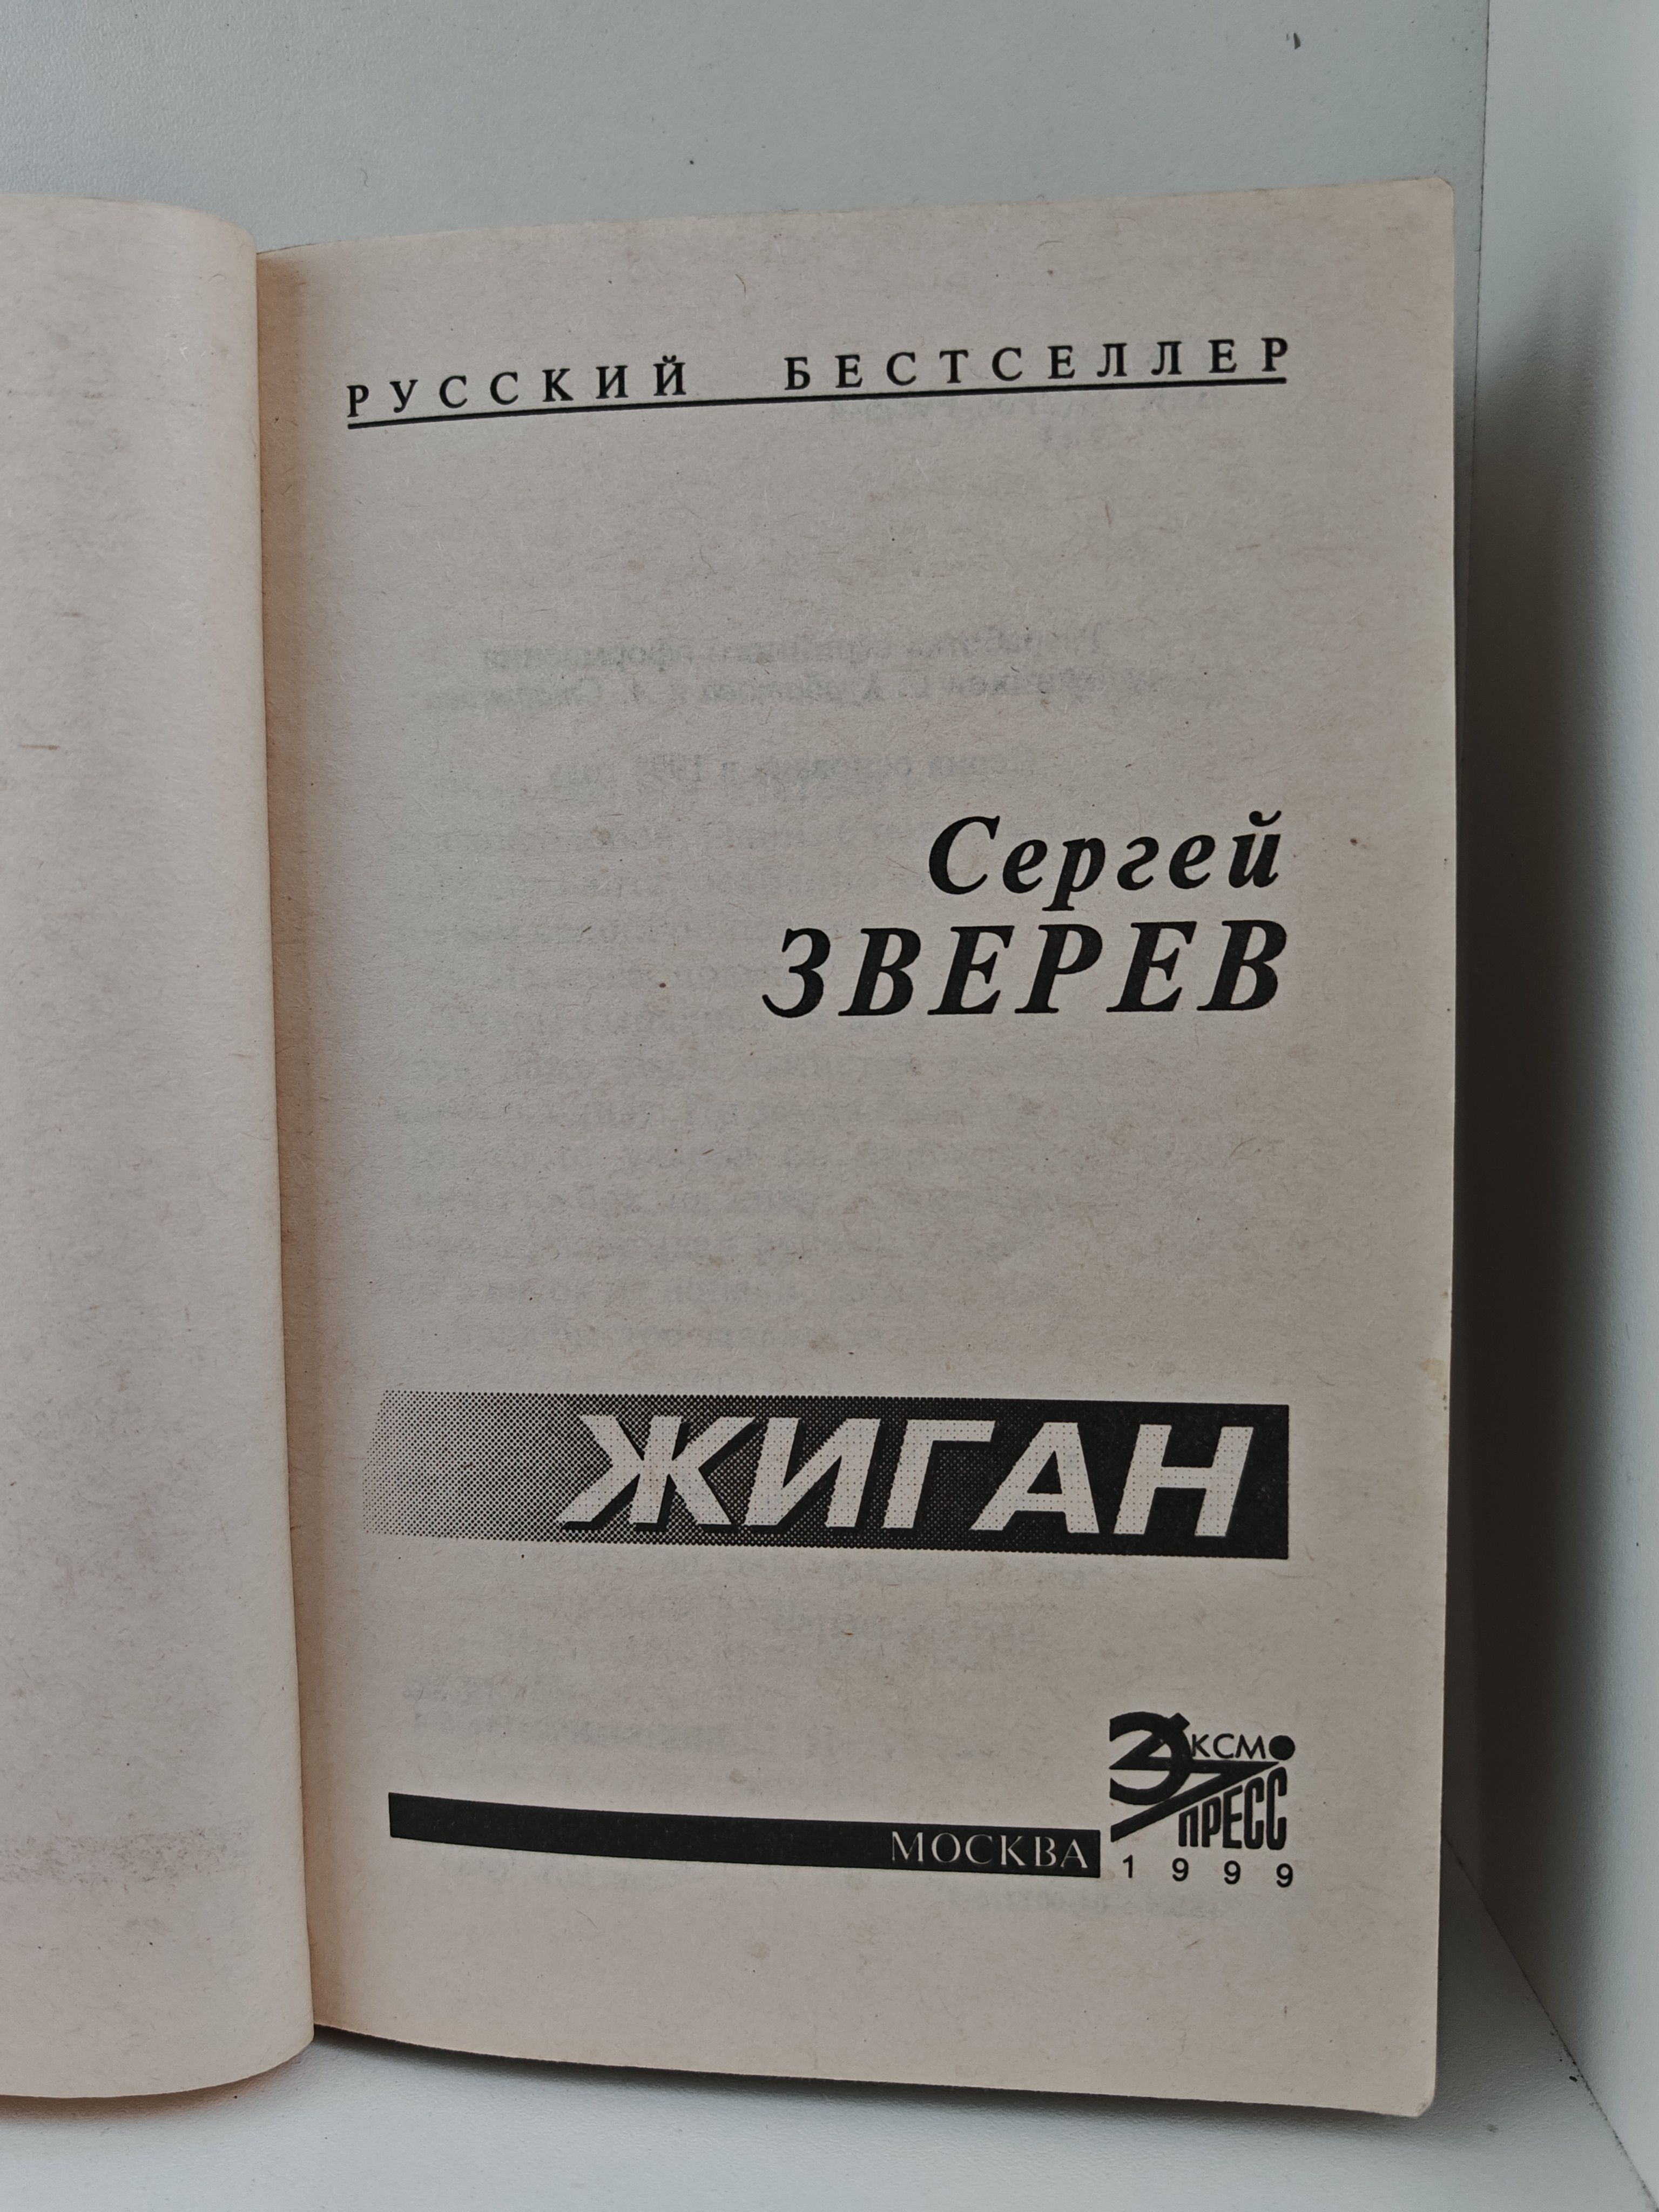 РУССКИЙ БЕСТСЕЛЛЕР
Сергей
ЗВЕРЕВ
ЖИГАН
ЭКСМО
ПРЕСС
МОСКВА
1999